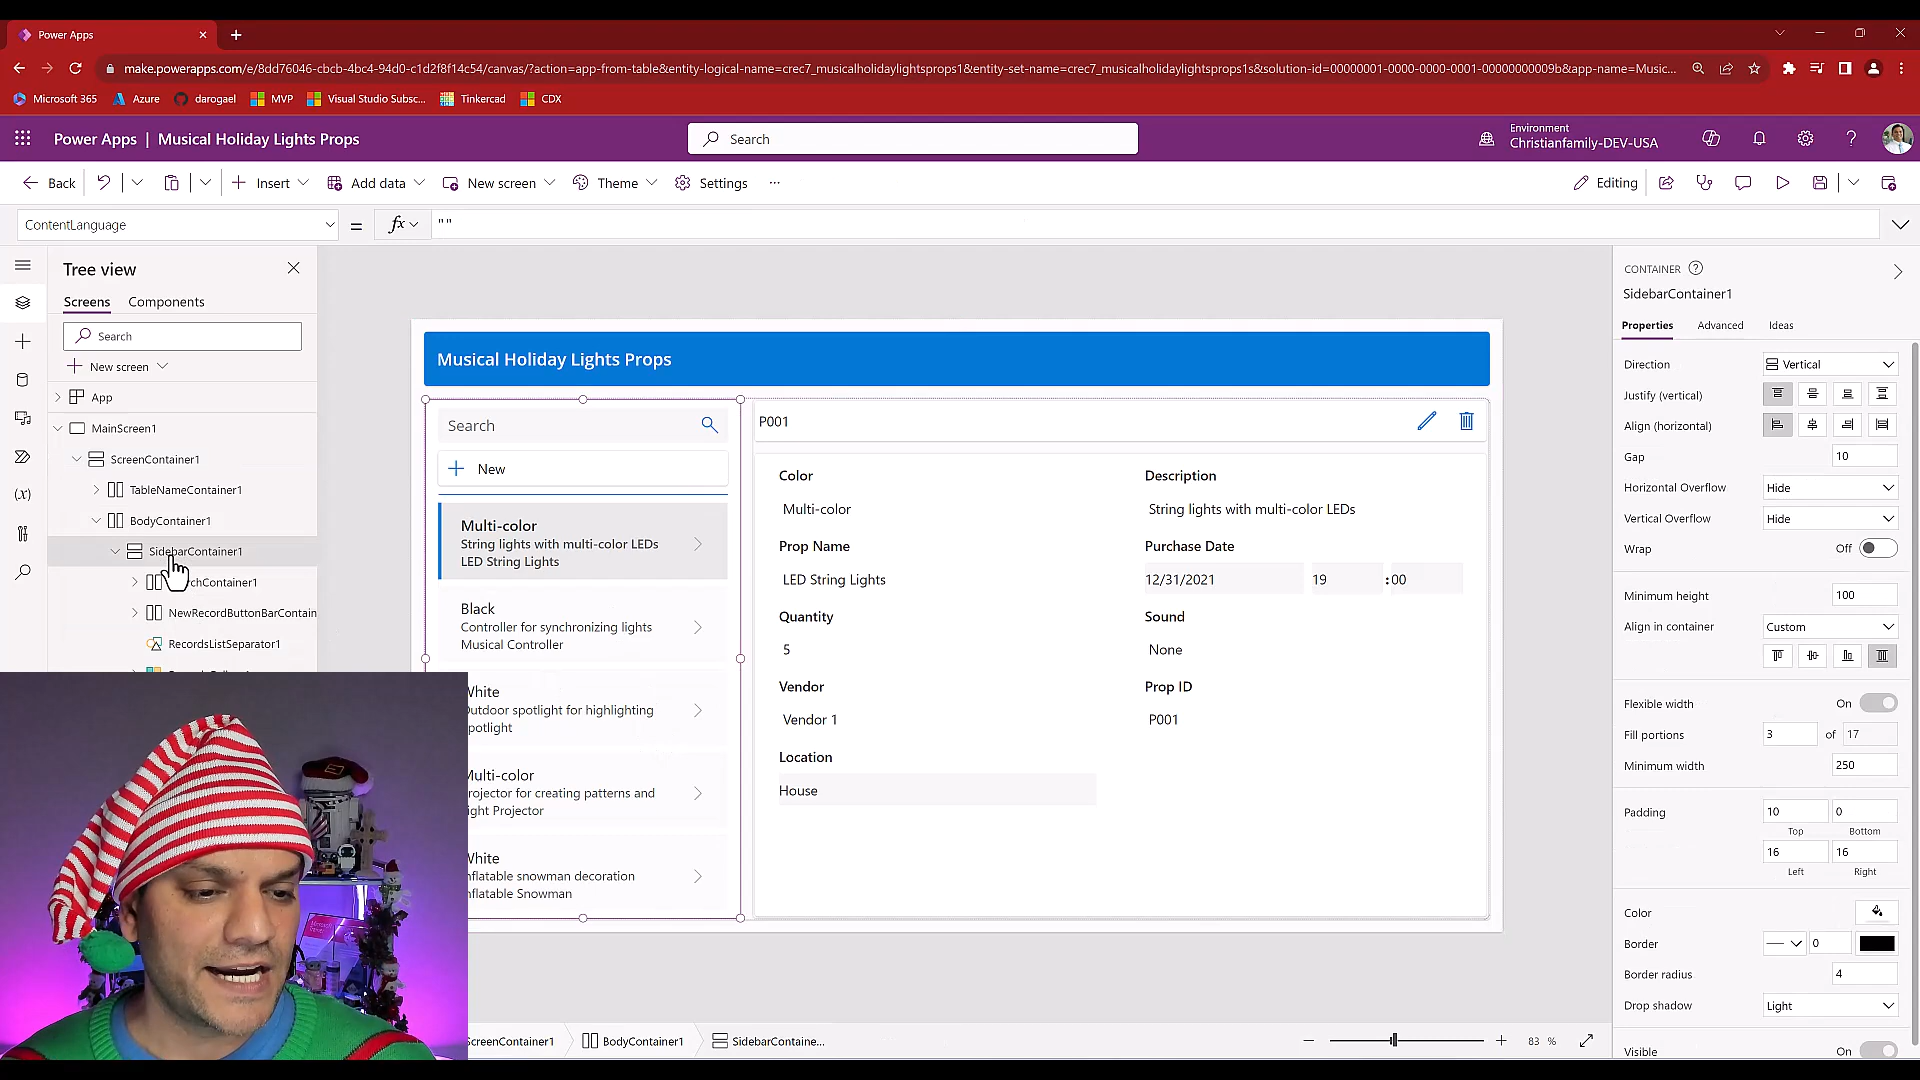 Power Apps
make.powerapps.com/e/8dd76046-cbcb-4bc4-94d0-c1d2f8f14c54/canvas/?action=app-from-table&entity-logical-name=crec7_musicalholidaylightsprops1&entity-set-name=crec7_musicalholidaylightsprops1s&solution-id=00000001-0000-0000-0001-00000000009b&app-name=Music...
Microsoft 365 Azure darogael MVP Visual Studio Subsc... Tinkercad CDX
Power Apps | Musical Holiday Lights Props
Search
Environment
Christianfamily-DEV-USA
Back Insert Add data New screen Theme Settings ... Editing
ContentLanguage = fx ""
Tree view
Screens Components
Search
New screen
App
MainScreen1
ScreenContainer1
TableNameContainer1
BodyContainer1
SidebarContainer1
rchContainer1
NewRecordButtonBarContain
RecordsListSeparator1
Musical Holiday Lights Props
Search
New
Multi-color
String lights with multi-color LEDs
LED String Lights
Black
Controller for synchronizing lights
Musical Controller
White
Outdoor spotlight for highlighting
spotlight
Multi-color
rojector for creating patterns and
ight Projector
White
nflatable snowman decoration
nflatable Snowman
P001
Color
Multi-color
Prop Name
LED String Lights
Quantity
5
Vendor
Vendor 1
Location
House
Description
String lights with multi-color LEDs
Purchase Date
12/31/2021 19 :00
Sound
None
Prop ID
P001
creenContainer1 BodyContainer1 SidebarContaine...
83 %
CONTAINER
SidebarContainer1
Properties Advanced Ideas
Direction Vertical
Justify (vertical)
Align (horizontal)
Gap 10
Horizontal Overflow Hide
Vertical Overflow Hide
Wrap Off
Minimum height 100
Align in container Custom
Flexible width On
Fill portions 3 of 17
Minimum width 250
Padding 10 0
Top Bottom
16 16
Left Right
Color
Border 0
Border radius 4
Drop shadow Light
Visible On